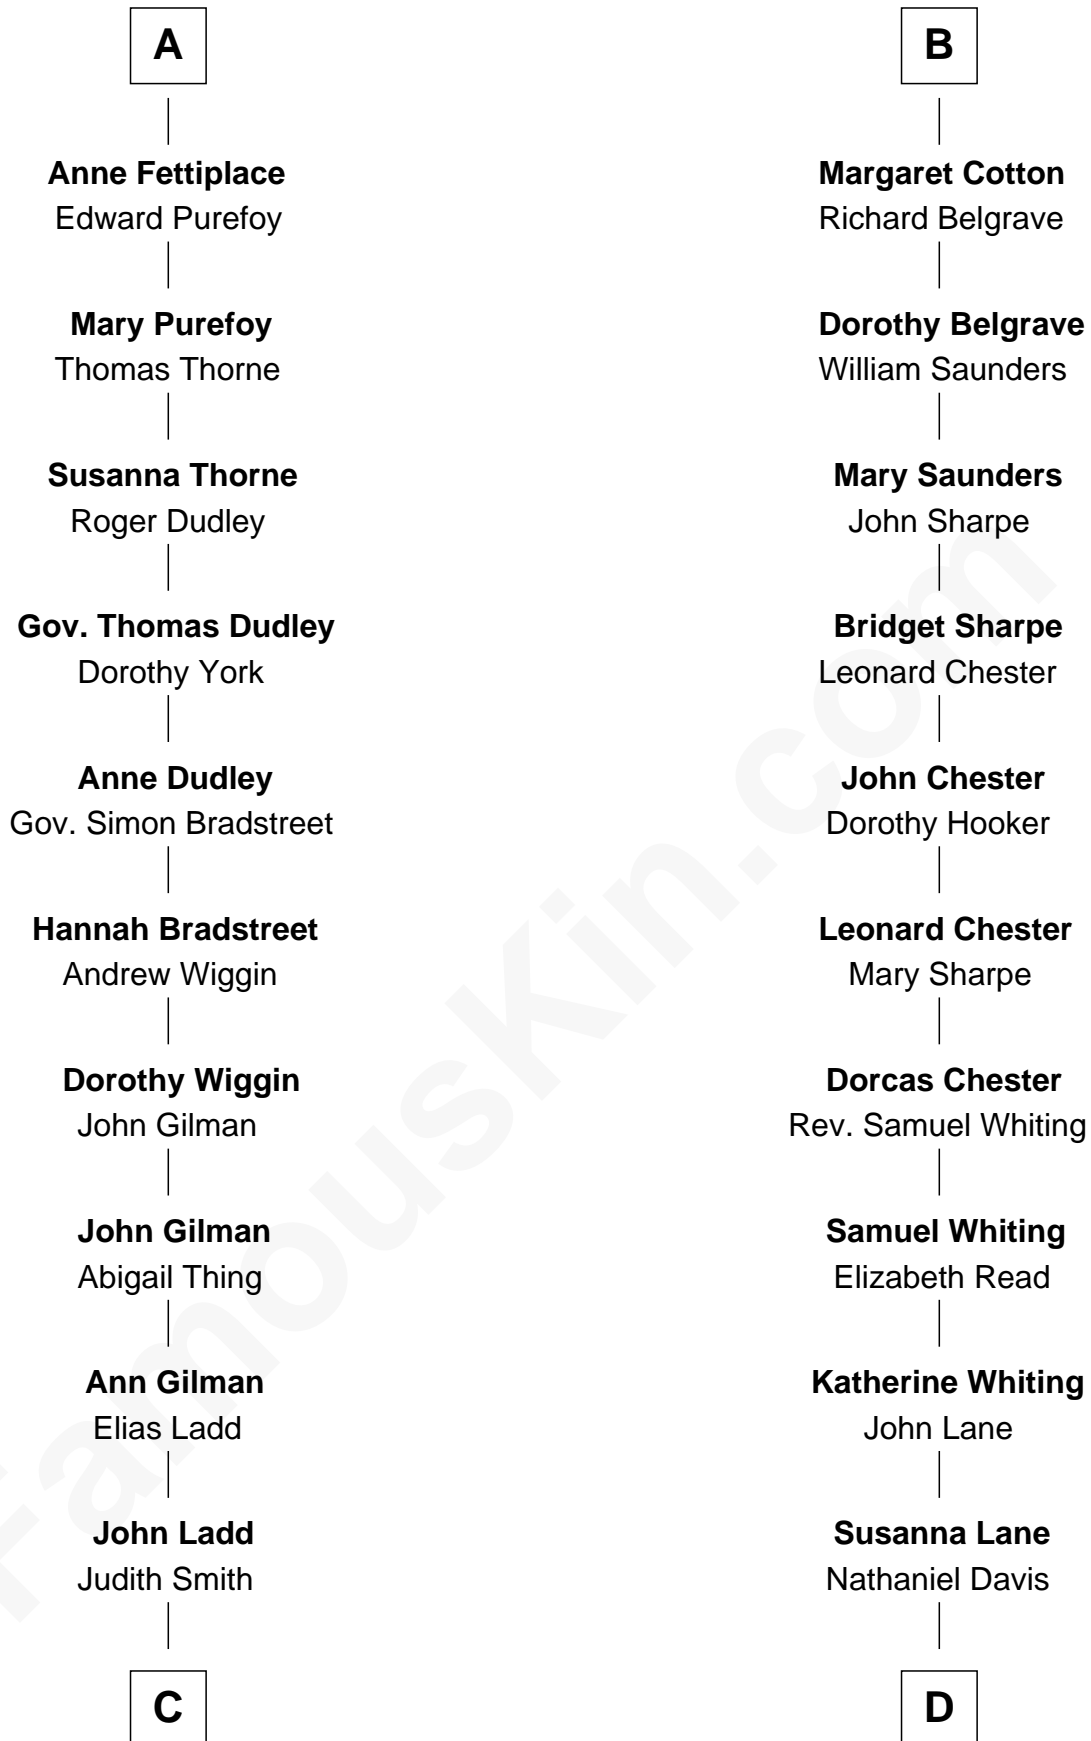 A
Anne Fettiplace
Edward Purefoy
Mary Purefoy
Thomas Thorne
Susanna Thorne
Roger Dudley
Gov. Thomas Dudley
Dorothy York
Anne Dudley
Gov. Simon Bradstreet
Hannah Bradstreet
Andrew Wiggin
Dorothy Wiggin
John Gilman
John Gilman
Abigail Thing
Ann Gilman
Elias Ladd
John Ladd
Judith Smith
C
B
Margaret Cotton
Richard Belgrave
Dorothy Belgrave
William Saunders
Mary Saunders
John Sharpe
Bridget Sharpe
Leonard Chester
John Chester
Dorothy Hooker
Leonard Chester
Mary Sharpe
Dorcas Chester
Rev. Samuel Whiting
Samuel Whiting
Elizabeth Read
Katherine Whiting
John Lane
Susanna Lane
Nathaniel Davis
D
FamousKin.com